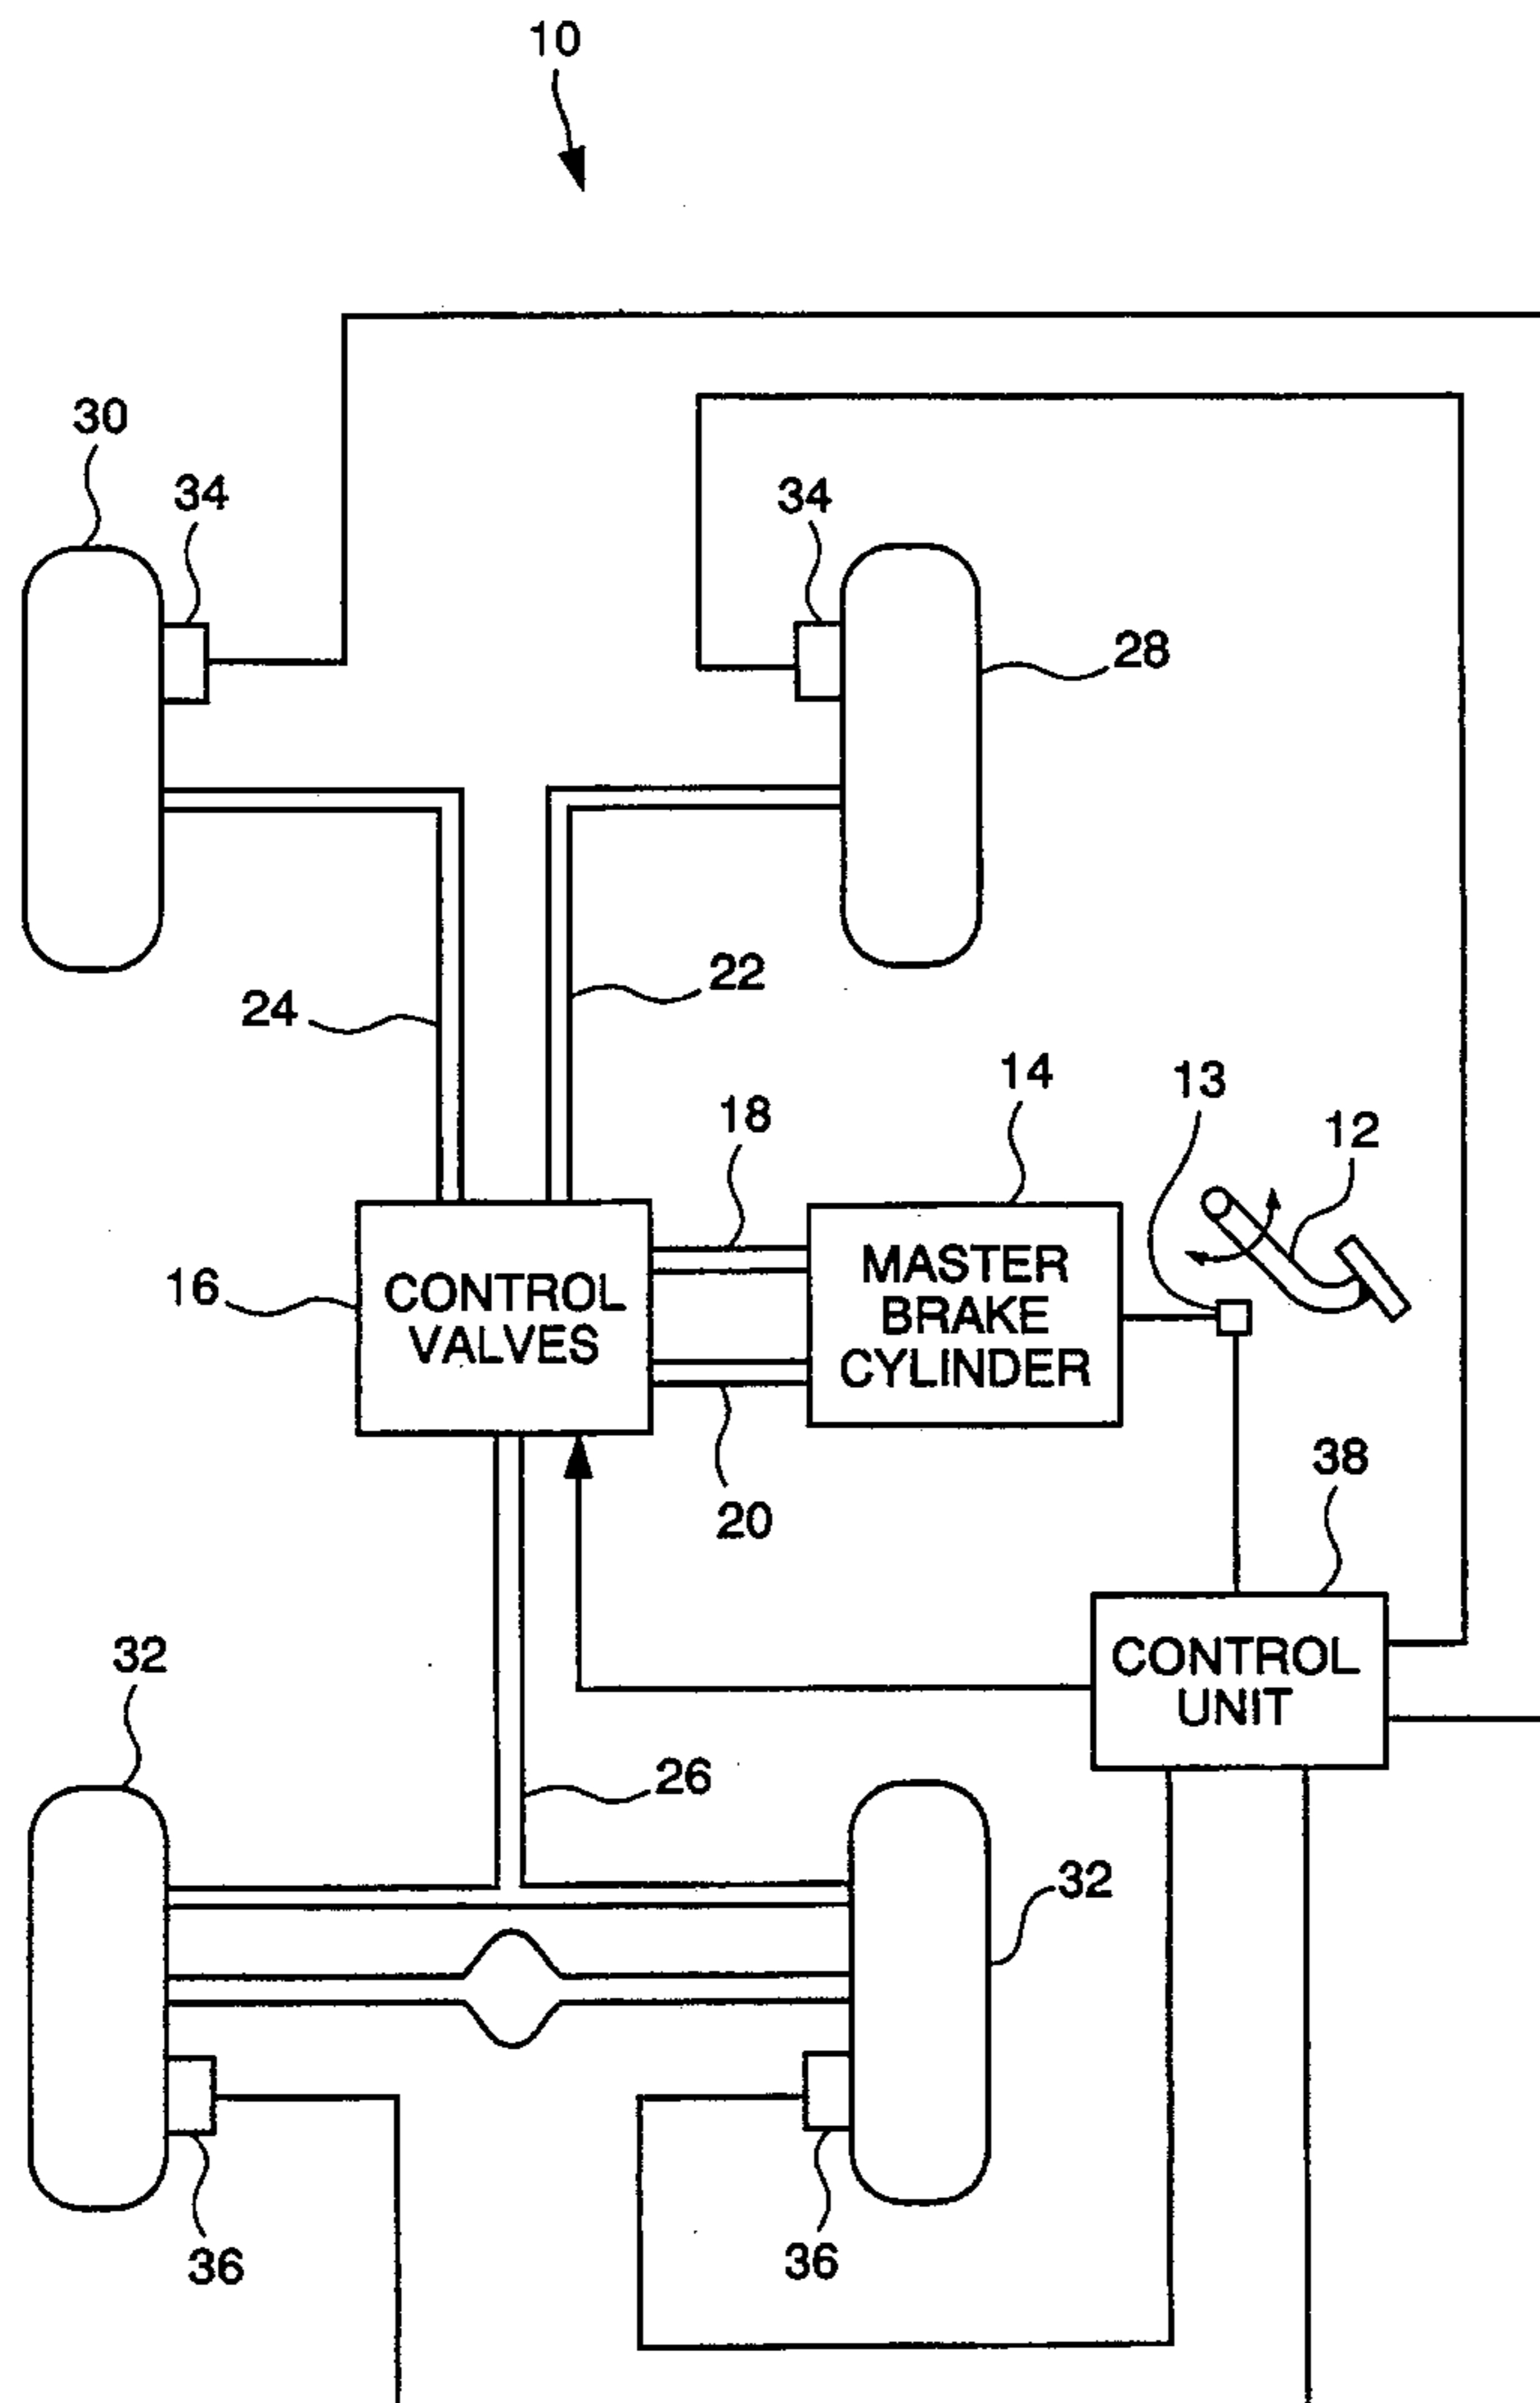 10
30
34
34
28
22
24
14
13
18
12
16
CONTROL
VALVES
MASTER
BRAKE
CYLINDER
38
20
32
CONTROL
UNIT
26
32
36
36